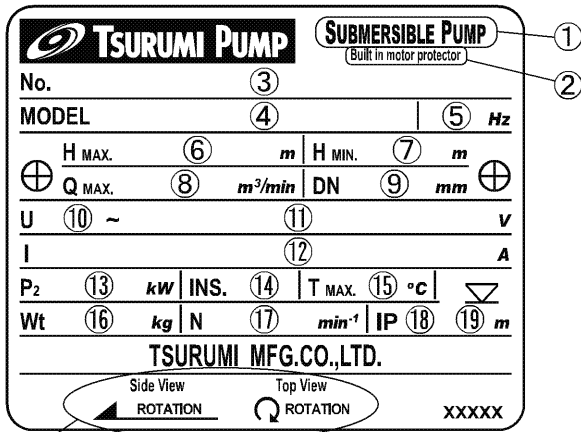 TSURUMI PUMP
SUBMERSIBLE PUMP ①
Built in motor protector ②
No. ③
MODEL ④ ⑤ Hz
H MAX. ⑥ m H MIN. ⑦ m
Q MAX. ⑧ m³/min DN ⑨ mm
U ⑩ ~ ⑪ V
I ⑫ A
P₂ ⑬ kW INS. ⑭ T MAX. ⑮ °C
Wt ⑯ kg N ⑰ min⁻¹ IP ⑱ ⑲ m
TSURUMI MFG.CO.,LTD.
Side View Top View
ROTATION ROTATION XXXXX